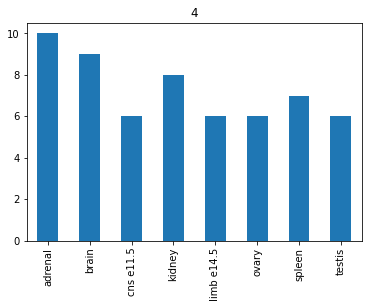 4
10
8
6
4
2
0
adrenal
brain
cns e11.5
kidney
limb e14.5
ovary
spleen
testis